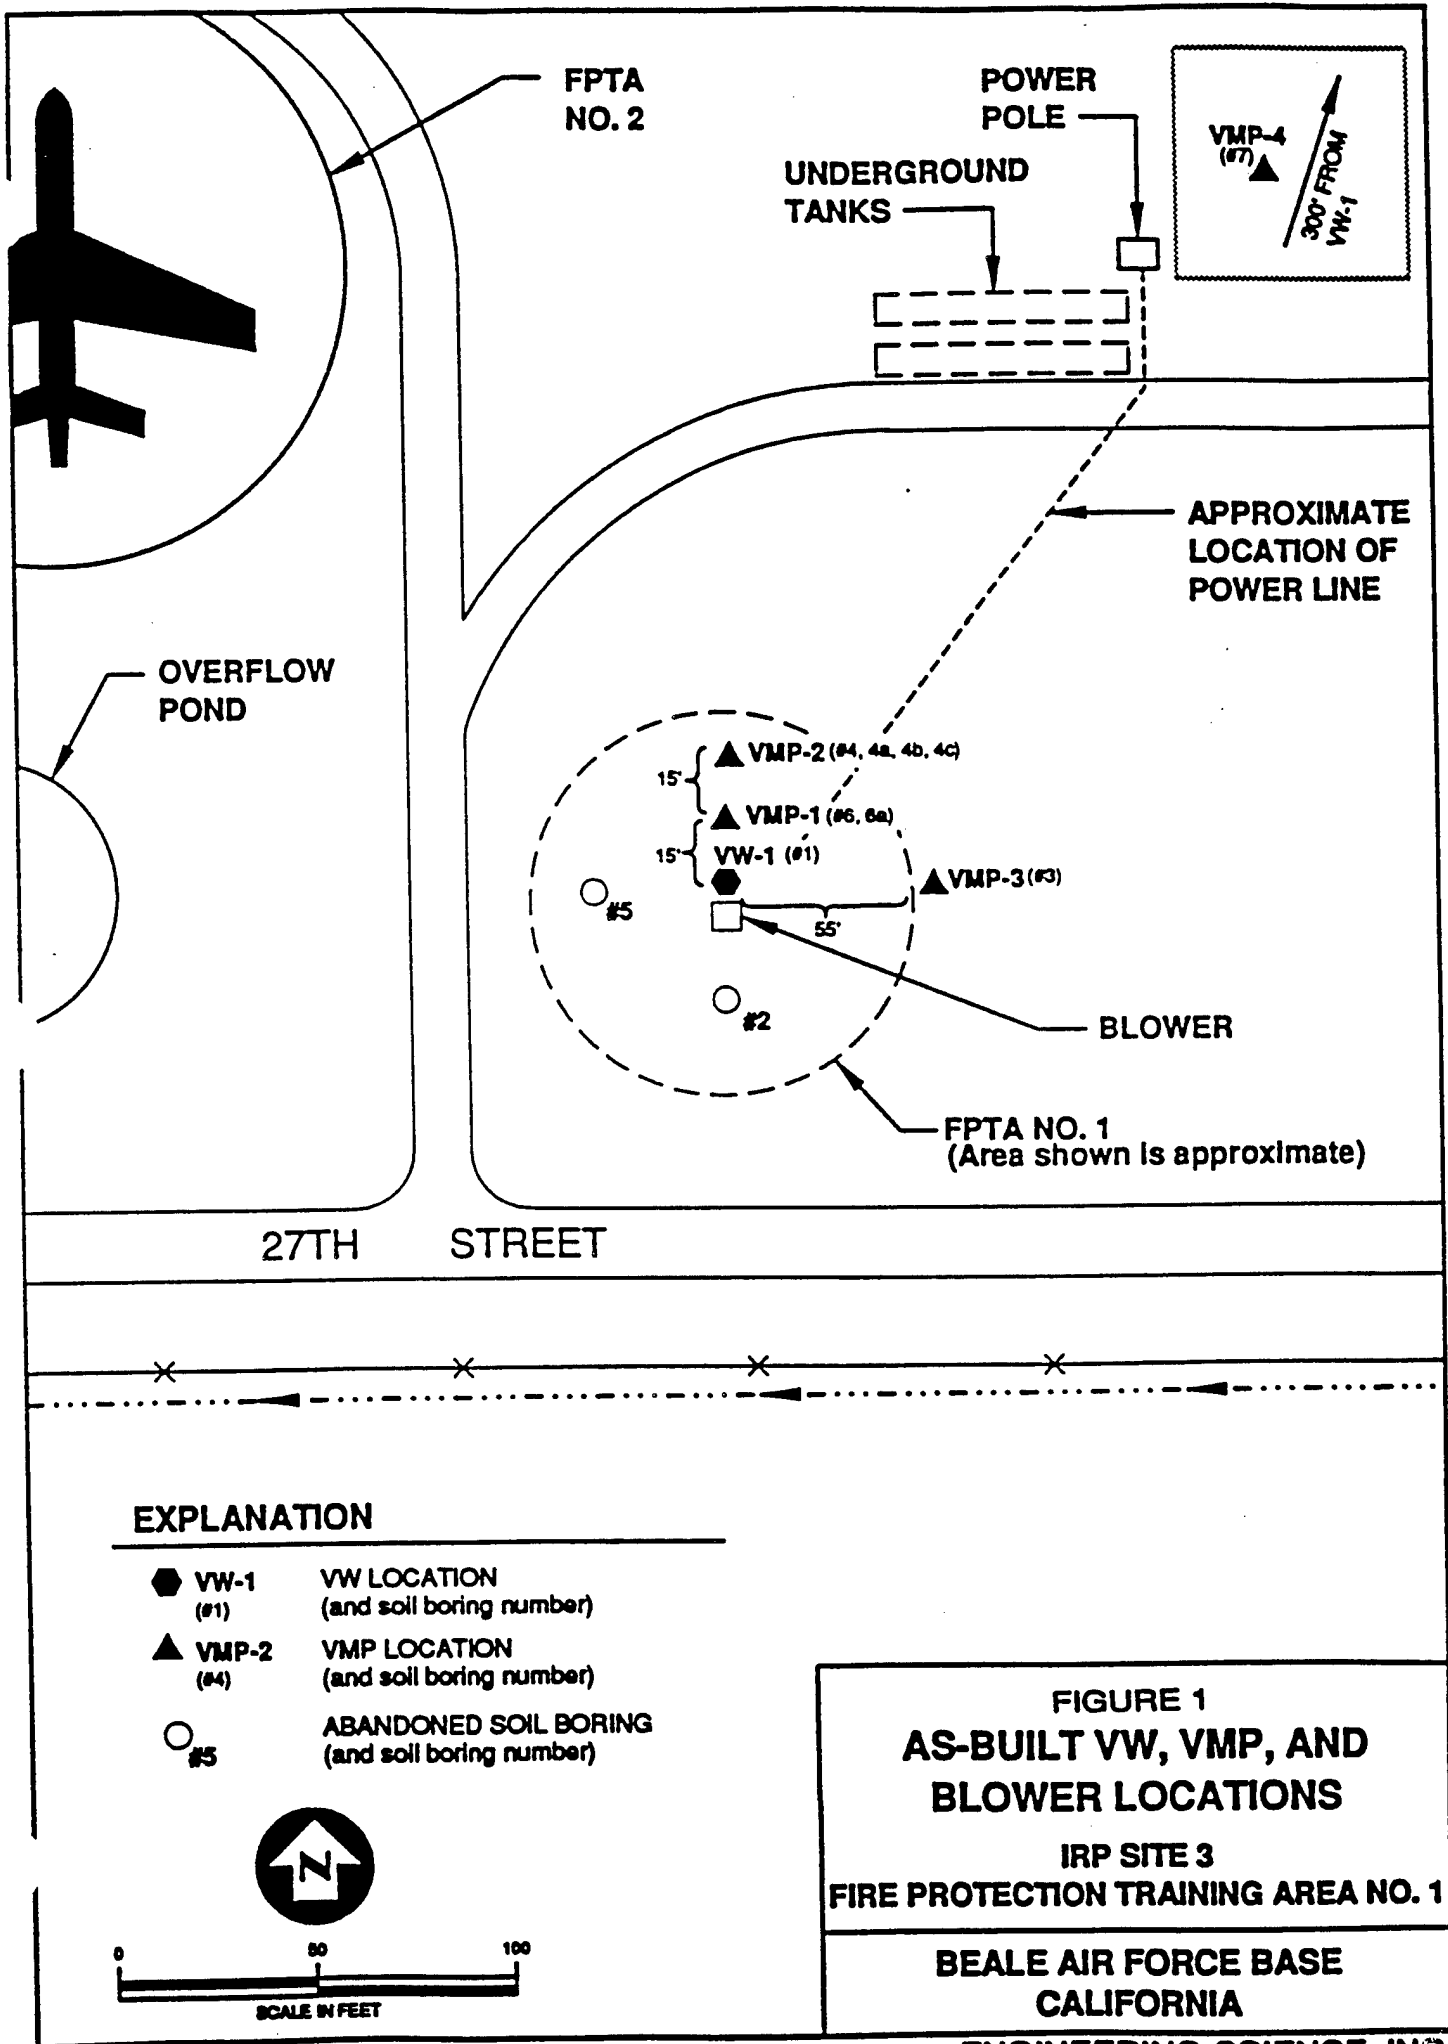 FPTA
NO. 2
POWER
POLE
UNDERGROUND
TANKS
VMP-4
(#7)
300' FROM
VW-1
APPROXIMATE
LOCATION OF
POWER LINE
OVERFLOW
POND
15'
VMP-2 (#4, 4a, 4b, 4c)
VMP-1 (#6, 6a)
15'
VW-1 (#1)
VMP-3 (#3)
#5
55'
#2
BLOWER
FPTA NO. 1
(Area shown is approximate)
27TH STREET
EXPLANATION
VW-1 VW LOCATION
(#1) (and soil boring number)
VMP-2 VMP LOCATION
(#4) (and soil boring number)
ABANDONED SOIL BORING
#5 (and soil boring number)
N
0 50 100
SCALE IN FEET
FIGURE 1
AS-BUILT VW, VMP, AND
BLOWER LOCATIONS
IRP SITE 3
FIRE PROTECTION TRAINING AREA NO. 1
BEALE AIR FORCE BASE
CALIFORNIA